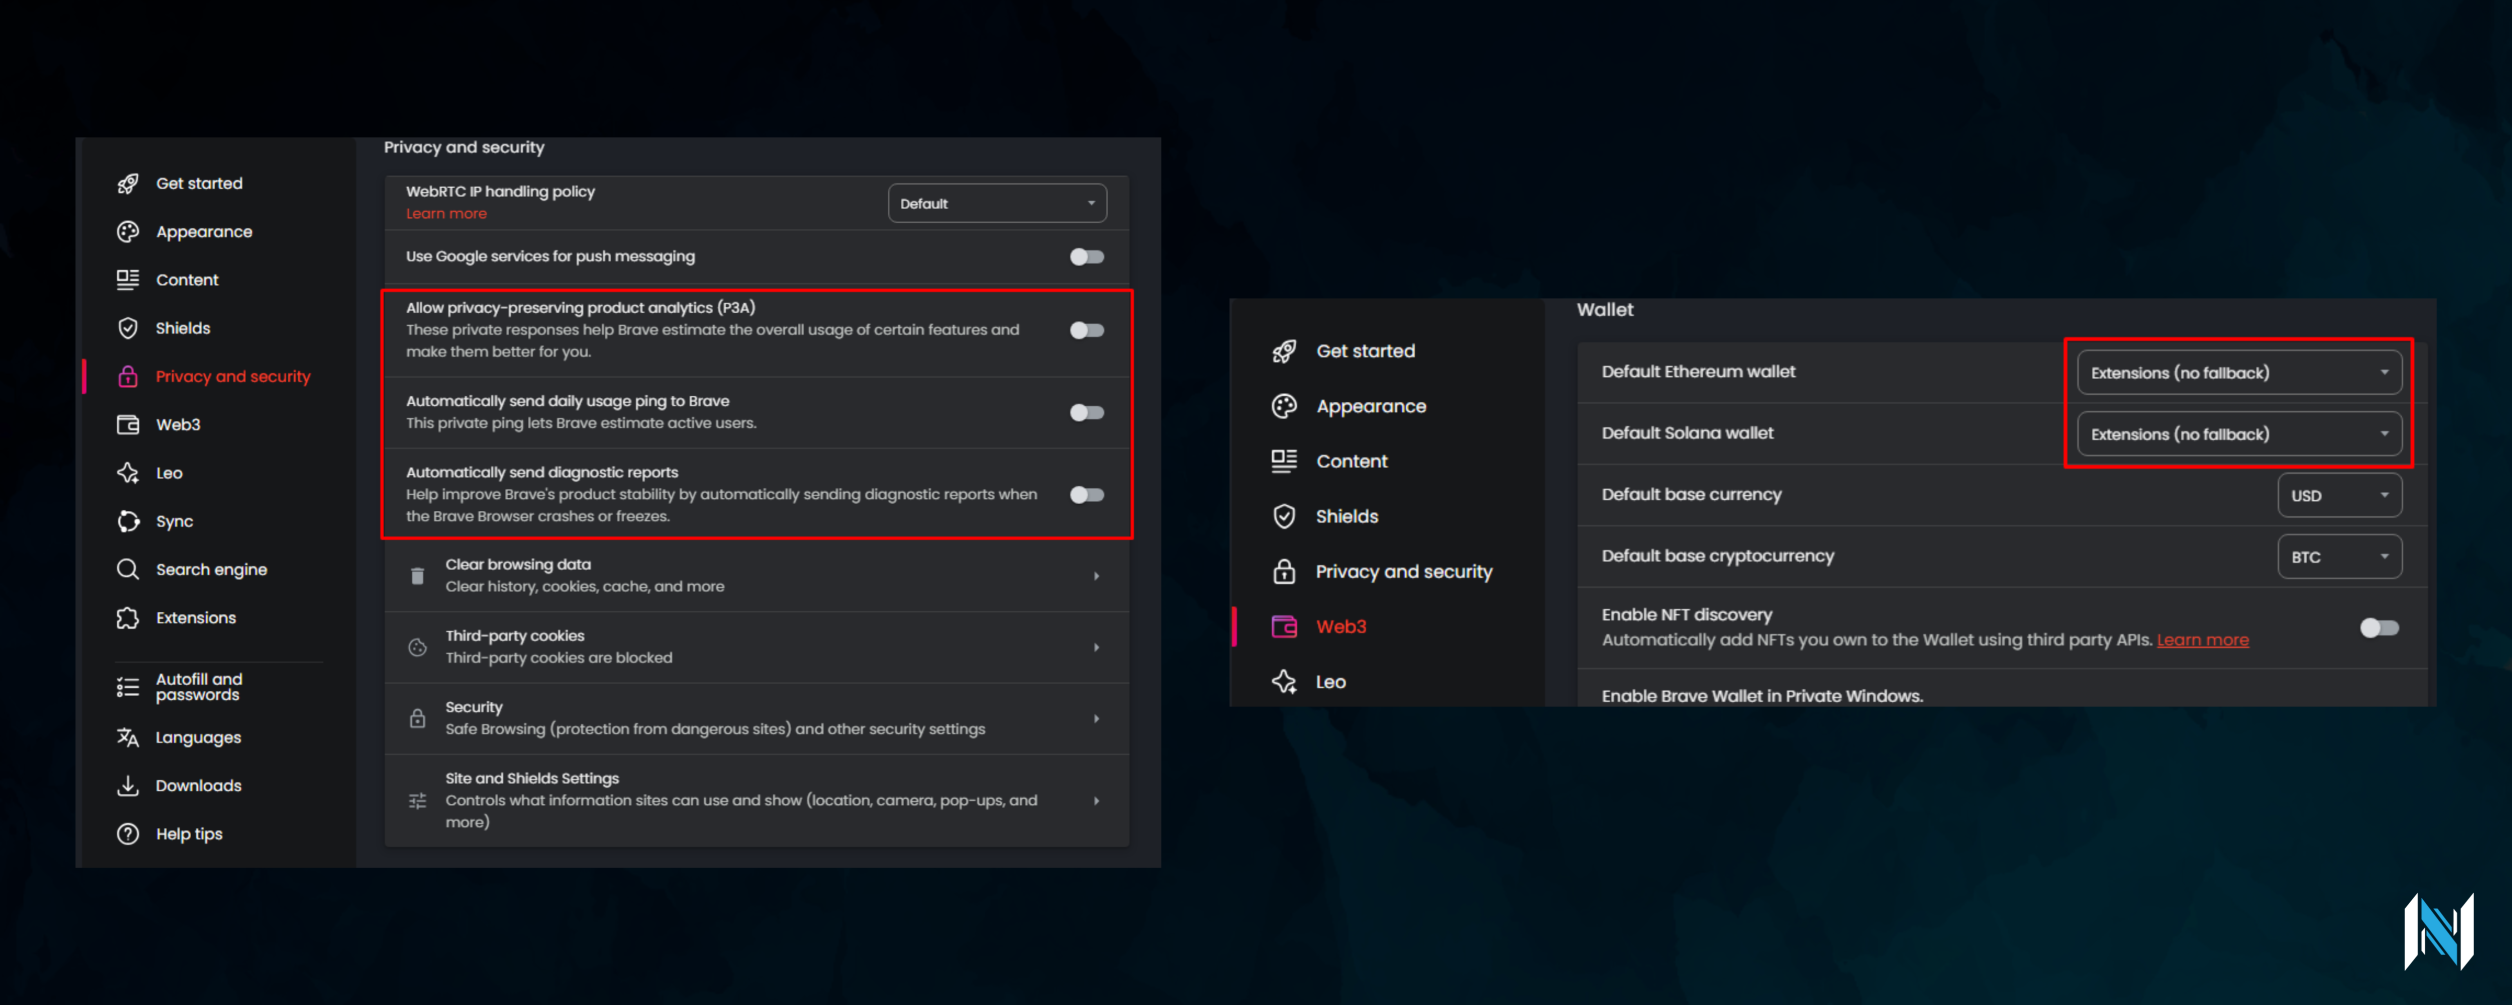 Get started
Appearance
Content
Shields
Privacy and security
Web3
Leo
Sync
Search engine
Extensions
Autofill and
passwords
Languages
Downloads
Help tips
Privacy and security
WebRTC IP handling policy
Learn more
Default
Use Google services for push messaging
Allow privacy-preserving product analytics (P3A)
These private responses help Brave estimate the overall usage of certain features and
make them better for you.
Automatically send daily usage ping to Brave
This private ping lets Brave estimate active users.
Automatically send diagnostic reports
Help improve Brave's product stability by automatically sending diagnostic reports when
the Brave Browser crashes or freezes.
Clear browsing data
Clear history, cookies, cache, and more
Third-party cookies
Third-party cookies are blocked
Security
Safe Browsing (protection from dangerous sites) and other security settings
Site and Shields Settings
Controls what information sites can use and show (location, camera, pop-ups, and
more)
Get started
Appearance
Content
Shields
Privacy and security
Web3
Leo
Wallet
Default Ethereum wallet
Extensions (no fallback)
Default Solana wallet
Extensions (no fallback)
Default base currency
USD
Default base cryptocurrency
BTC
Enable NFT discovery
Automatically add NFTs you own to the Wallet using third party APIs. Learn more
Enable Brave Wallet in Private Windows.